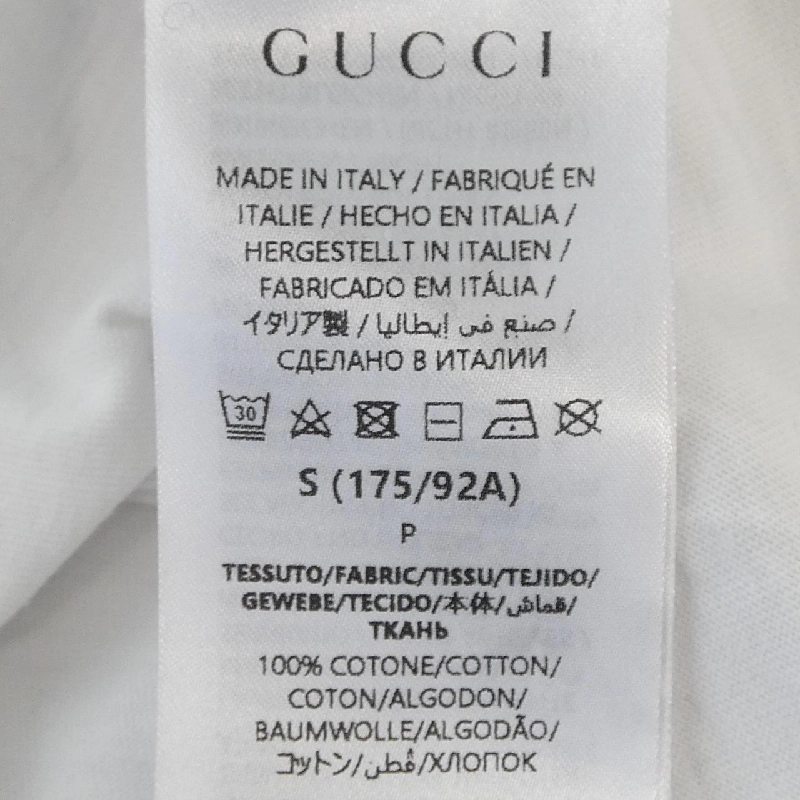 GUCCI
MADE IN ITALY / FABRIQUÉ EN
ITALIE / HECHO EN ITALIA /
HERGESTELLT IN ITALIEN /
FABRICADO EM ITÁLIA /
イタリア製 / صنع في إيطاليا /
СДЕЛАНО В ИТАЛИИ
30
S (175/92A)
P
TESSUTO/FABRIC/TISSU/TEJIDO/
GEWEBE/TECIDO/本体/قماش/
ТКАНЬ
100% COTONE/COTTON/
COTON/ALGODON/
BAUMWOLLE/ALGODÃO/
コットン/قطن/ХЛОПОК